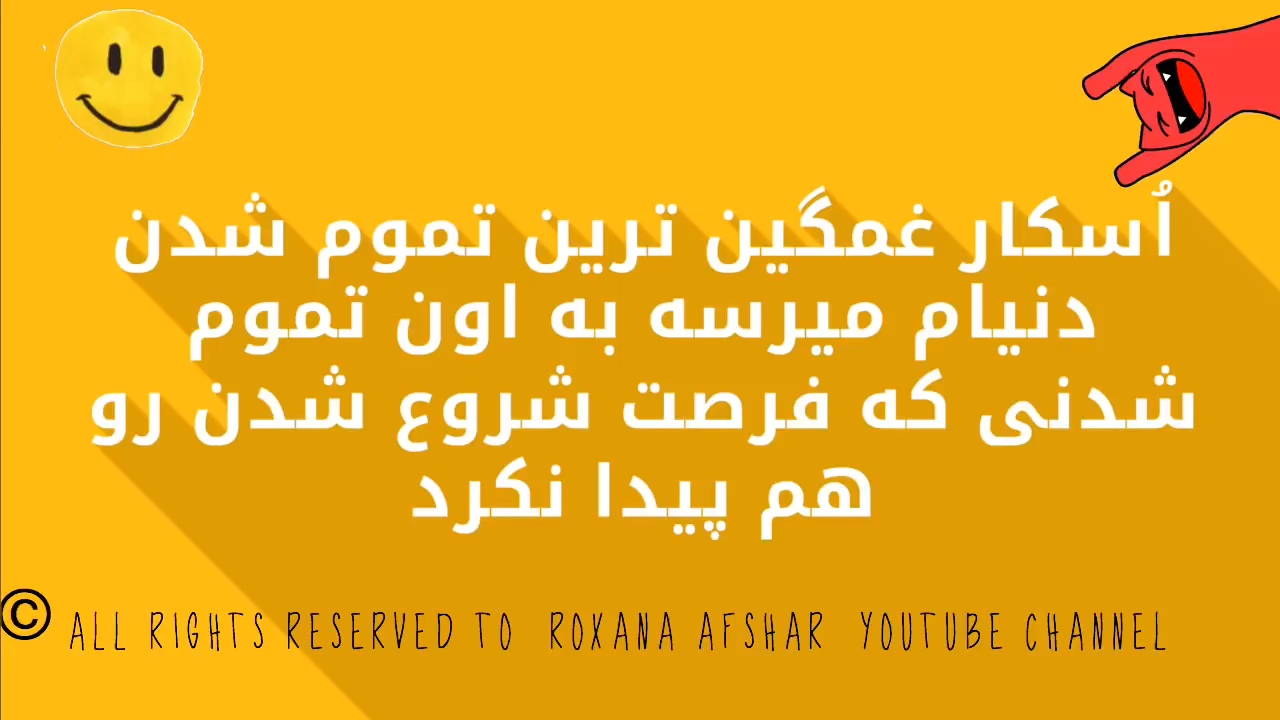 اُسکار غمگین ترین تموم شدن
دنیام میرسه به اون تموم
شدنی که فرصت شروع شدن رو
هم پیدا نکرد
© ALL RIGHTS RESERVED TO ROXANA AFSHAR YOUTUBE CHANNEL